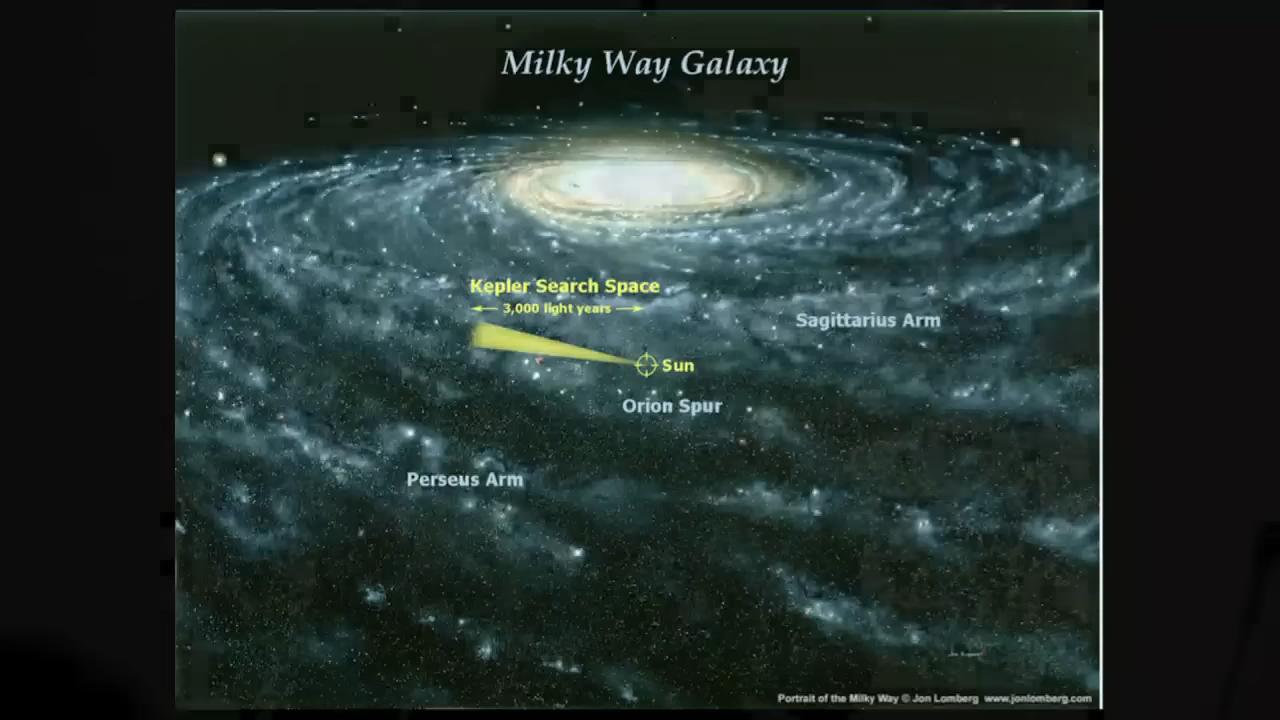 Milky Way Galaxy
Kepler Search Space
3,000 light years
Sagittarius Arm
Sun
Orion Spur
Perseus Arm
Portrait of the Milky Way © Jon Lomberg www.jonlomberg.com